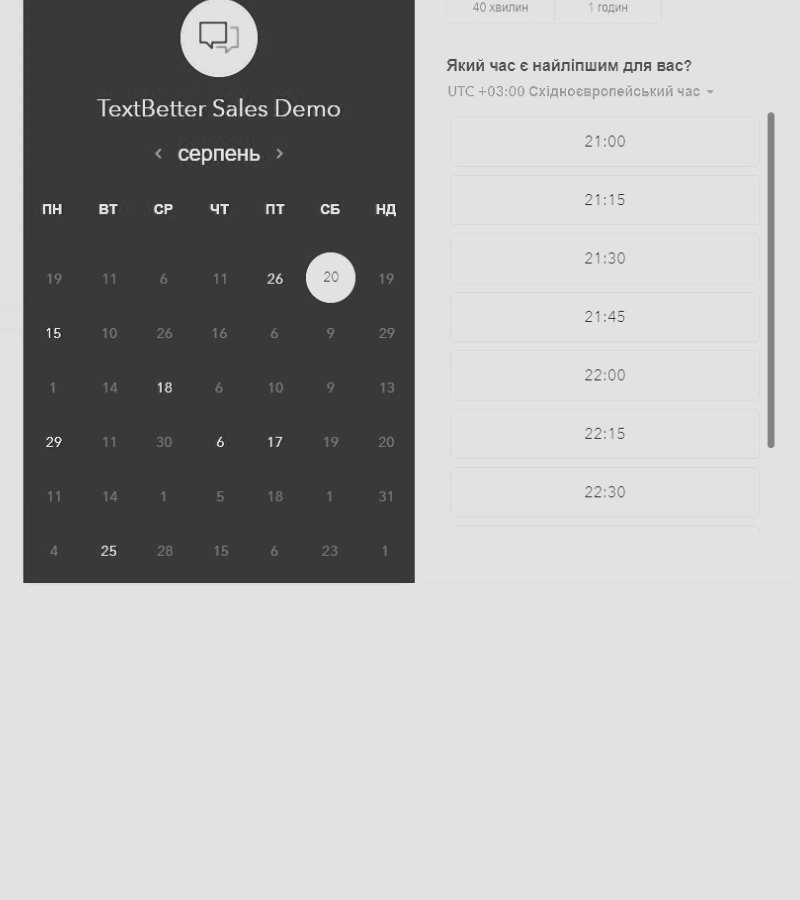 TextBetter Sales Demo
серпень
ПН ВТ СР ЧТ ПТ СБ НД
19 11 6 11 26 20 19
15 10 26 16 6 9 29
1 14 18 6 10 9 13
29 11 30 6 17 19 20
11 14 1 5 18 1 31
4 25 28 15 6 23 1
40 хвилин 1 годин
Який час є найліпшим для вас?
UTC +03:00 Східноєвропейський час
21:00
21:15
21:30
21:45
22:00
22:15
22:30